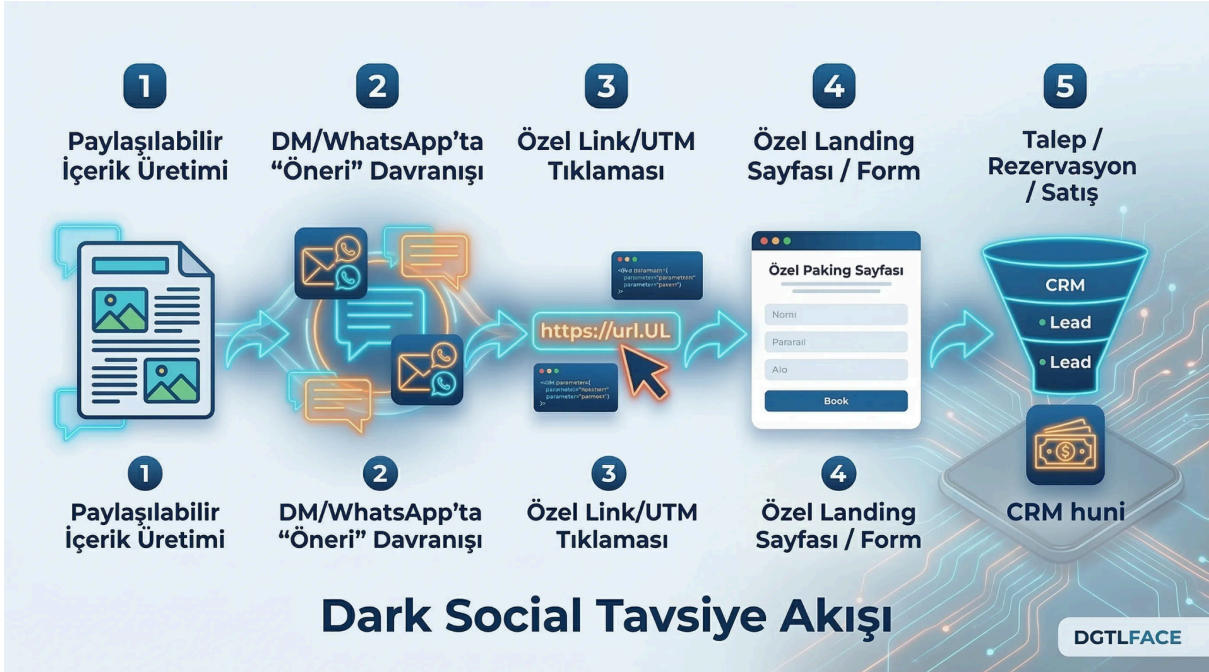 1
Paylaşılabilir
İçerik Üretimi
2
DM/WhatsApp'ta
“Öneri” Davranışı
3
Özel Link/UTM
Tıklaması
4
Özel Landing
Sayfası / Form
5
Talep /
Rezervasyon
/ Satış
https://url.UL
Özel Paking Sayfası
Nomi
Pararail
Alo
Book
CRM
• Lead
• Lead
1
Paylaşılabilir
İçerik Üretimi
2
DM/WhatsApp'ta
“Öneri” Davranışı
3
Özel Link/UTM
Tıklaması
4
Özel Landing
Sayfası / Form
CRM huni
Dark Social Tavsiye Akışı
DGTLFACE